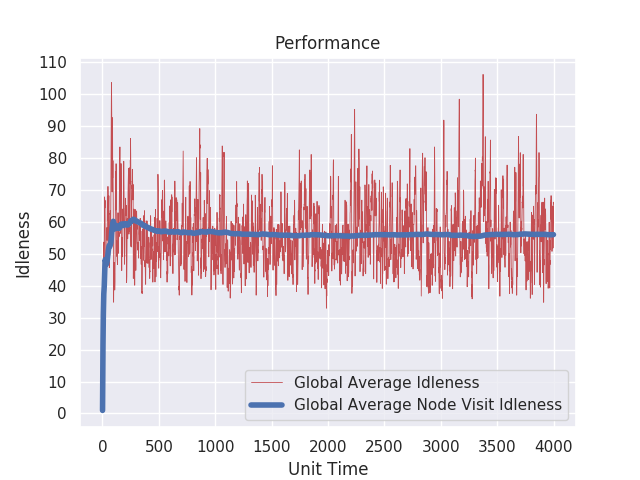 Performance
110
100
90
80
70
60
50
40
30
20
10
0
Idleness
Global Average Idleness
Global Average Node Visit Idleness
0 500 1000 1500 2000 2500 3000 3500 4000
Unit Time